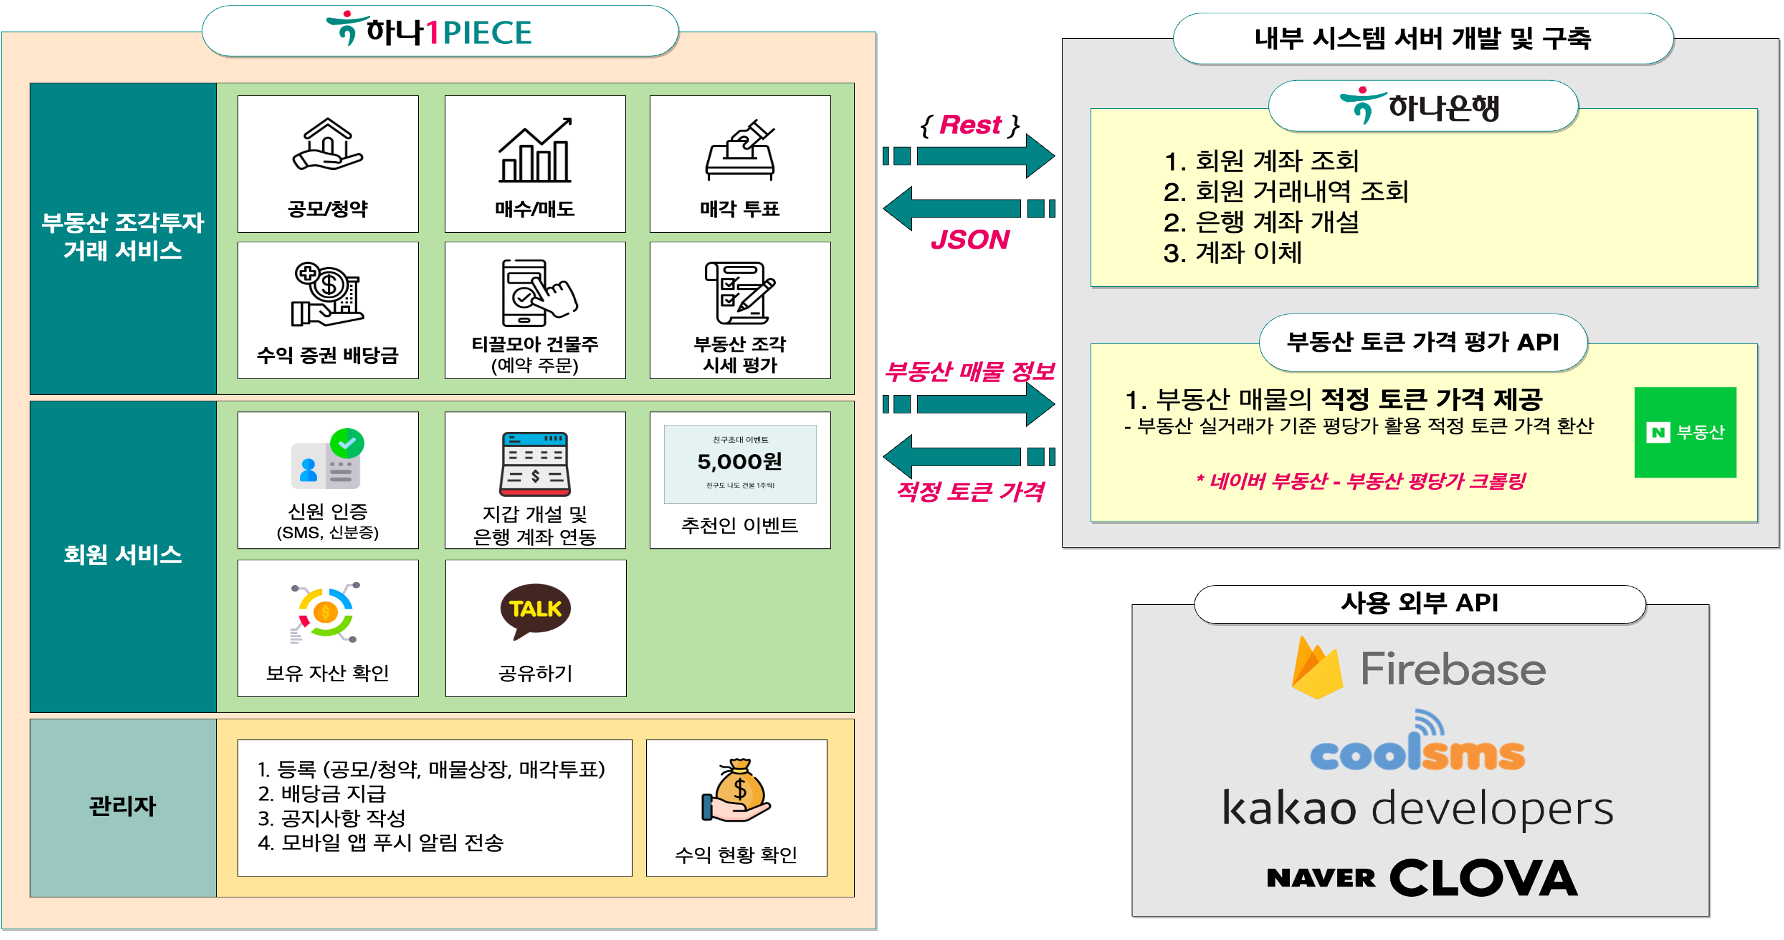 하나1PIECE
부동산 조각투자
거래 서비스
공모/청약
매수/매도
매각 투표
수익 증권 배당금
티끌모아 건물주
(예약 주문)
부동산 조각
시세 평가
회원 서비스
신원 인증
(SMS, 신분증)
지갑 개설 및
은행 계좌 연동
친구초대 이벤트
5,000원
친구도 나도 건물 1주씩!
추천인 이벤트
보유 자산 확인
TALK
공유하기
관리자
1. 등록 (공모/청약, 매물상장, 매각투표)
2. 배당금 지급
3. 공지사항 작성
4. 모바일 앱 푸시 알림 전송
수익 현황 확인
{ Rest }
JSON
부동산 매물 정보
적정 토큰 가격
내부 시스템 서버 개발 및 구축
하나은행
1. 회원 계좌 조회
2. 회원 거래내역 조회
2. 은행 계좌 개설
3. 계좌 이체
부동산 토큰 가격 평가 API
1. 부동산 매물의 적정 토큰 가격 제공
- 부동산 실거래가 기준 평당가 활용 적정 토큰 가격 환산
* 네이버 부동산 - 부동산 평당가 크롤링
N 부동산
사용 외부 API
Firebase
coolsms
kakao developers
NAVER CLOVA